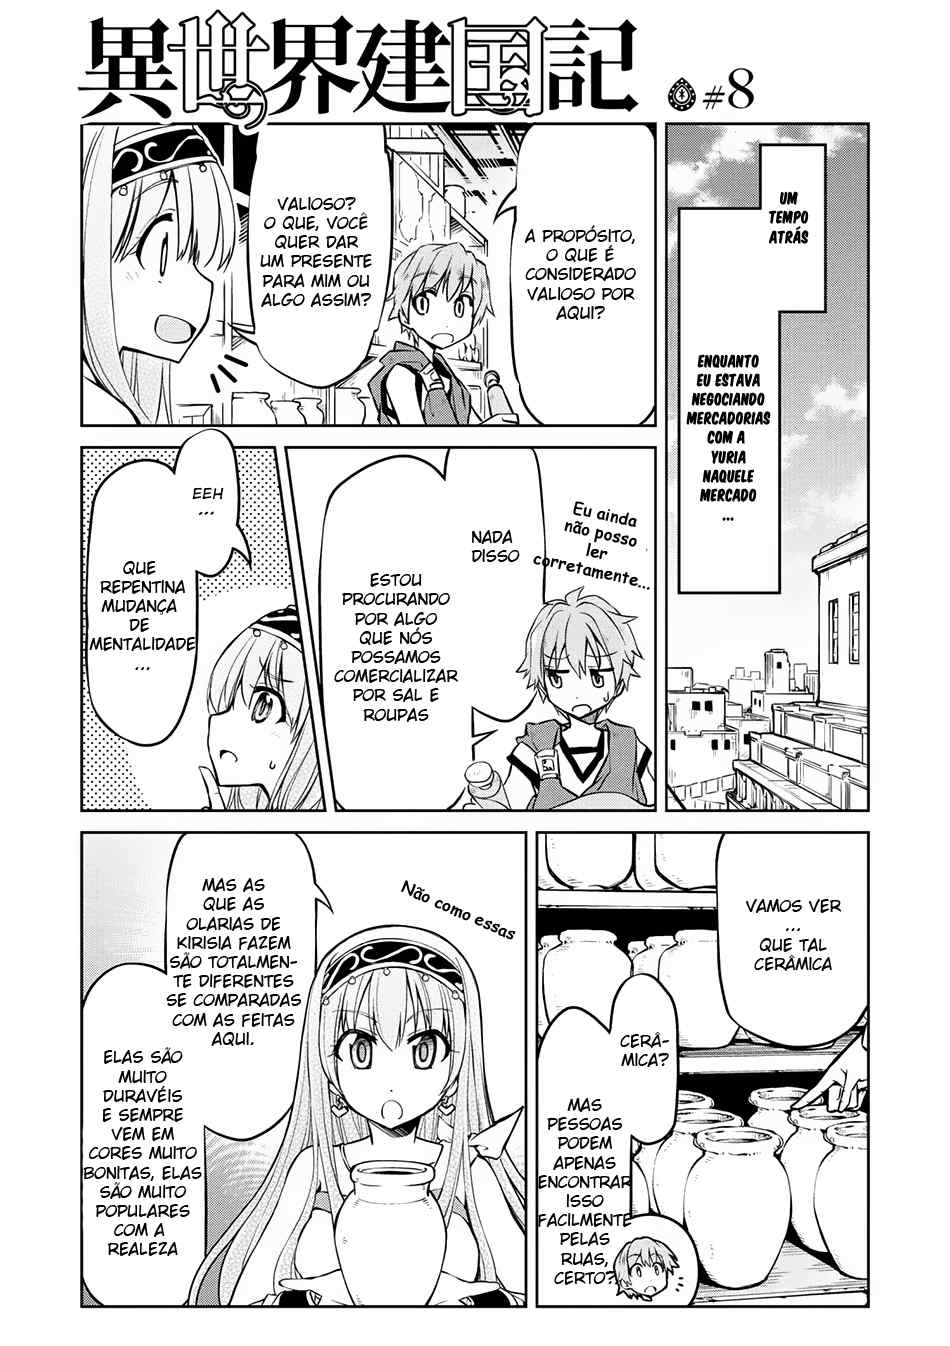 異世界建国記
#8
UM
TEMPO
ATRÁS
ENQUANTO
EU ESTAVA
NEGOCIANDO
MERCADORIAS
COM A
YURIA
NAQUELE
MERCADO
...
A PROPÓSITO,
O QUE É
CONSIDERADO
VALIOSO POR
AQUI?
VALIOSO?
O QUE, VOCÊ
QUER DAR
UM PRESENTE
PARA MIM OU
ALGO ASSIM?
Eu ainda
não posso
ler
corretamente...
NADA
DISSO
ESTOU
PROCURANDO
POR ALGO
QUE NÓS
POSSAMOS
COMERCIALIZAR
POR SAL E
ROUPAS
EEH
...
QUE
REPENTINA
MUDANÇA
DE
MENTALIDADE
...
VAMOS VER
...
QUE TAL
CERÂMICA
CERÂ-
MICA?
MAS
PESSOAS
PODEM
APENAS
ENCONTRAR
ISSO
FACILMENTE
PELAS
RUAS,
CERTO?
Não como essas
MAS AS
QUE AS
OLARIAS DE
KIRISIA FAZEM
SÃO TOTALMEN-
TE DIFERENTES
SE COMPARADAS
COM AS FEITAS
AQUI.
ELAS SÃO
MUITO
DURAVÉIS
E SEMPRE
VEM EM
CORES MUITO
BONITAS, ELAS
SÃO MUITO
POPULARES
COM A
REALEZA